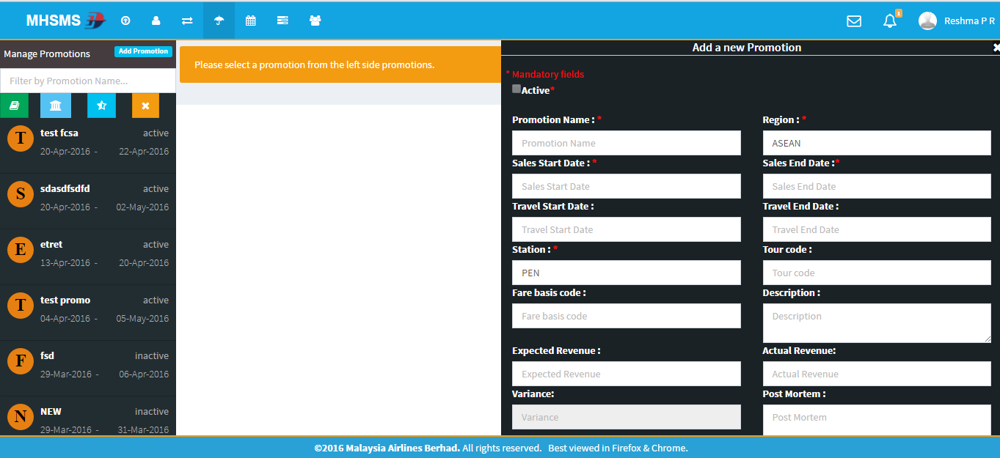 MHSMS
1
Reshma P R
Manage Promotions
Add Promotion
Filter by Promotion Name...
T
test fcsa
active
20-Apr-2016 -
22-Apr-2016
S
sdasdfsdfd
active
20-Apr-2016 -
02-May-2016
E
etret
active
13-Apr-2016 -
20-Apr-2016
T
test promo
active
04-Apr-2016 -
05-May-2016
F
fsd
inactive
29-Mar-2016 -
06-Apr-2016
N
NEW
inactive
29-Mar-2016 -
31-Mar-2016
Please select a promotion from the left side promotions.
Add a new Promotion
* Mandatory fields
Active*
Promotion Name : *
Region : *
Promotion Name
ASEAN
Sales Start Date : *
Sales End Date :*
Sales Start Date
Sales End Date
Travel Start Date :
Travel End Date :
Travel Start Date
Travel End Date
Station : *
Tour code :
PEN
Tour code
Fare basis code :
Description :
Fare basis code
Description
Expected Revenue :
Actual Revenue:
Expected Revenue
Actual Revenue
Variance:
Post Mortem :
Variance
Post Mortem
©2016 Malaysia Airlines Berhad. All rights reserved. Best viewed in Firefox & Chrome.